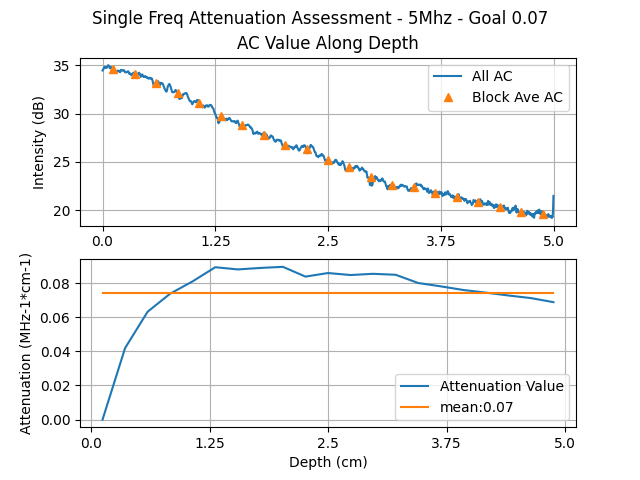 Single Freq Attenuation Assessment - 5Mhz - Goal 0.07
AC Value Along Depth
35
30
25
20
Intensity (dB)
All AC
Block Ave AC
0.0 1.25 2.5 3.75 5.0
0.08
0.06
0.04
0.02
0.00
Attenuation (MHz-1*cm-1)
Attenuation Value
mean:0.07
0.0 1.25 2.5 3.75 5.0
Depth (cm)